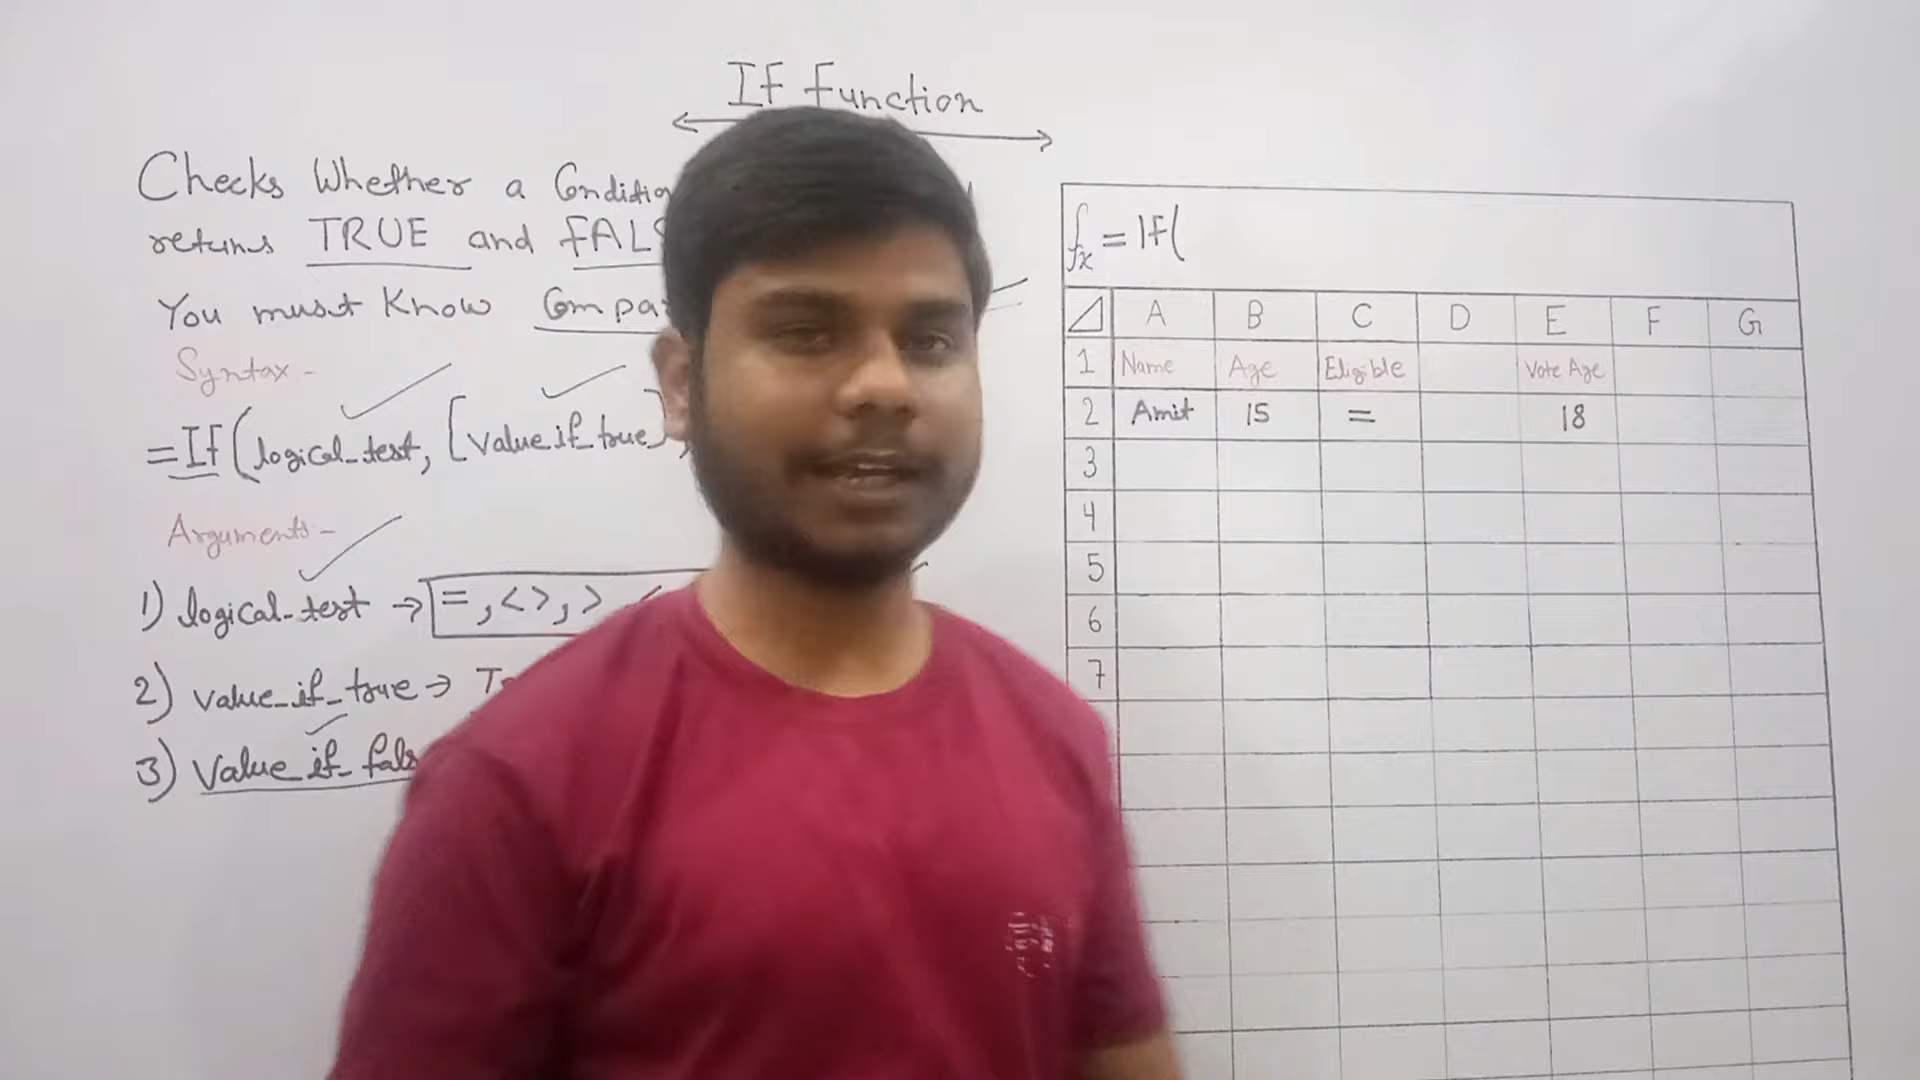 If Function
Checks Whether a Condition
returns TRUE and FALS
You must Know Compa
Syntax -
=If(logical_test, [value_if_true],
Arguments -
1) logical_test → =, <>, >
2) value_if_true → T
3) Value_if_fals
fx = IF(
A B C D E F G
1 Name Age Eligible Vote Age
2 Amit 15 = 18
3
4
5
6
7